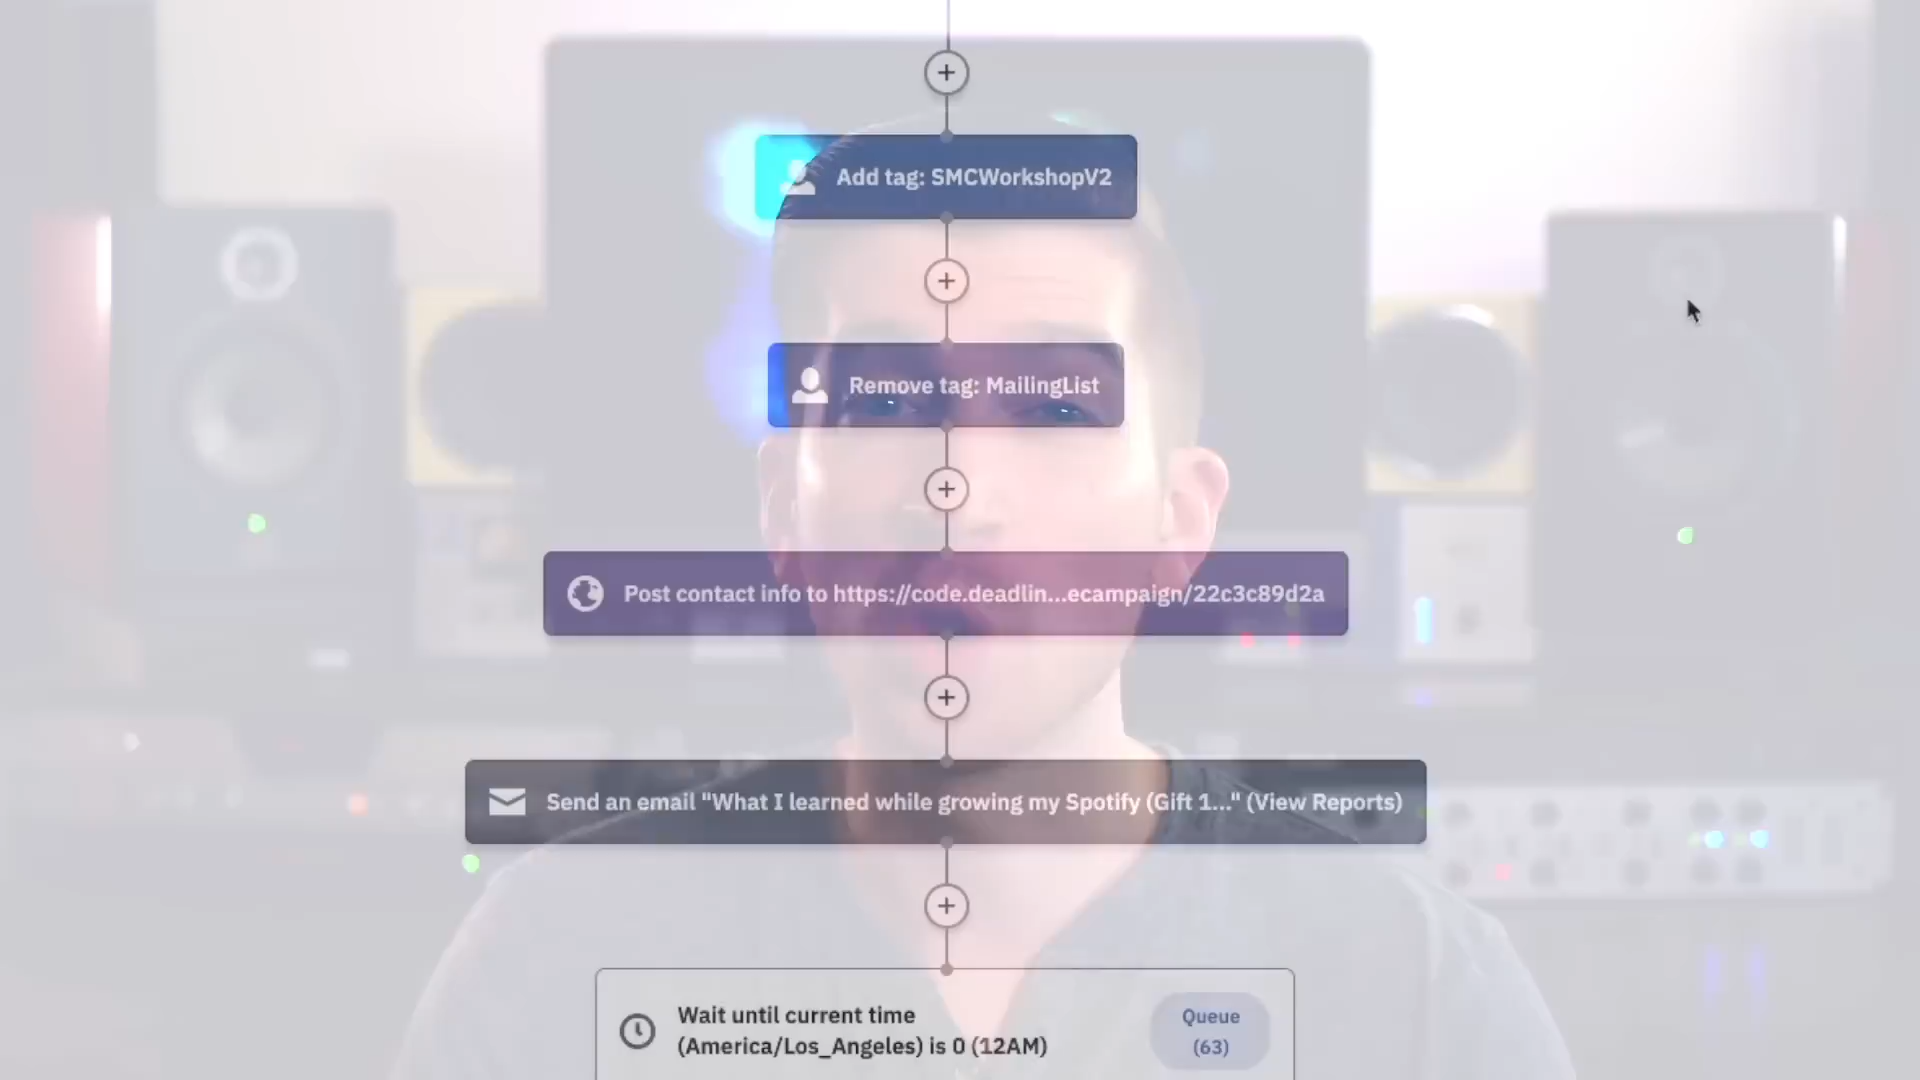 Add tag: SMCWorkshopV2
Remove tag: MailingList
Post contact info to https://code.deadlin...ecampaign/22c3c89d2a
Send an email "What I learned while growing my Spotify (Gift 1..." (View Reports)
Wait until current time
(America/Los_Angeles) is 0 (12AM)
Queue
(63)